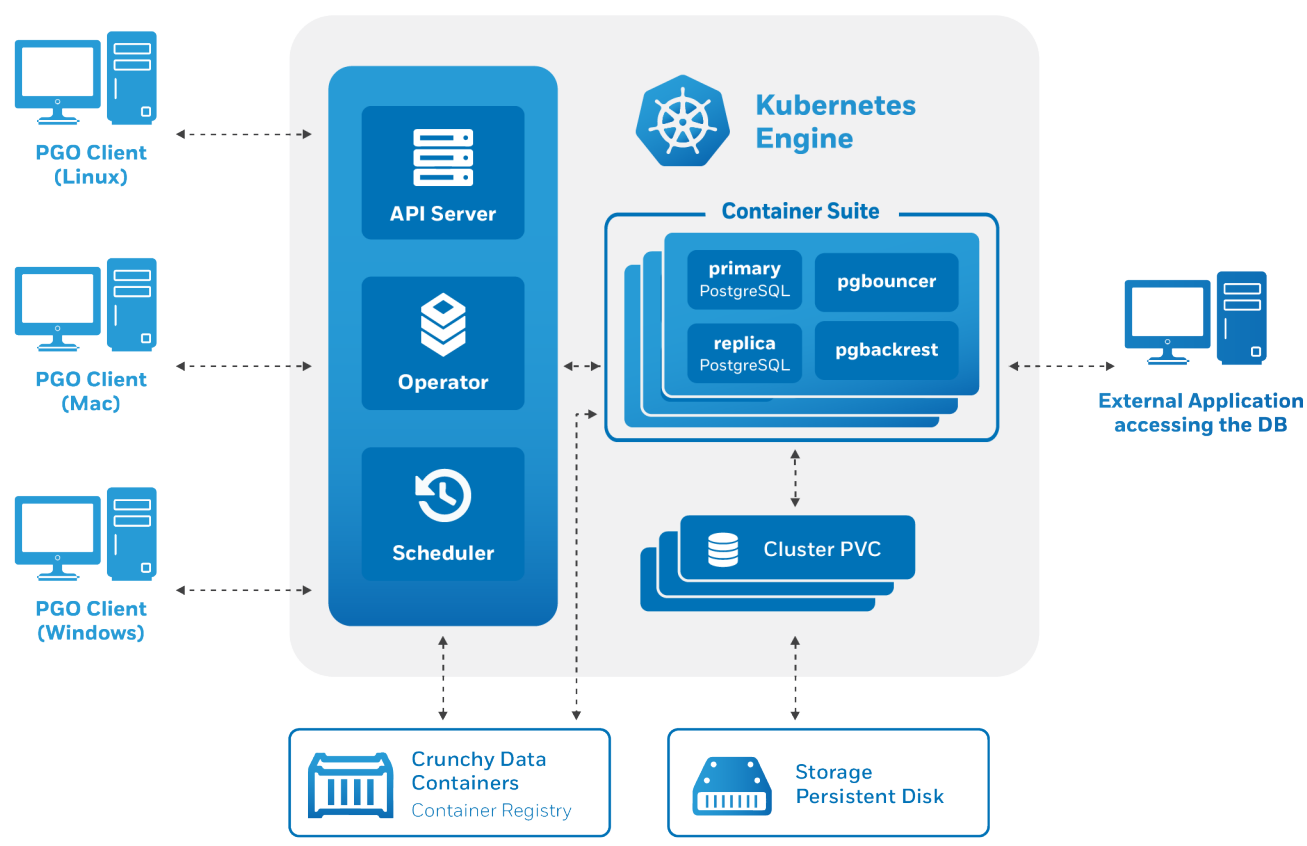 PGO Client
(Linux)
PGO Client
(Mac)
PGO Client
(Windows)
API Server
Operator
Scheduler
Kubernetes
Engine
Container Suite
primary
PostgreSQL
pgbouncer
replica
PostgreSQL
pgbackrest
Cluster PVC
External Application
accessing the DB
Crunchy Data
Containers
Container Registry
Storage
Persistent Disk